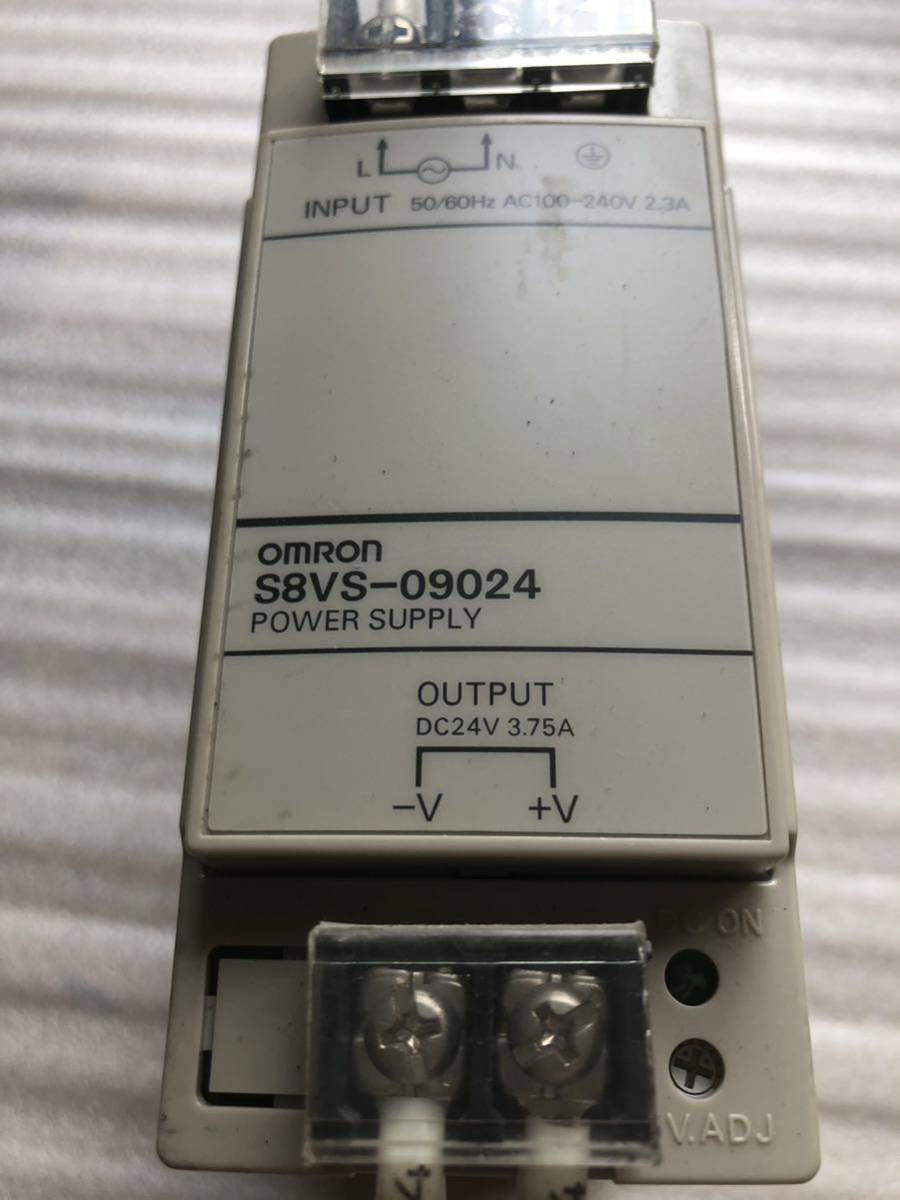 L N
INPUT 50/60Hz AC100-240V 2.3A
omron
S8VS-09024
POWER SUPPLY
OUTPUT
DC24V 3.75A
-V +V
DC ON
V.ADJ